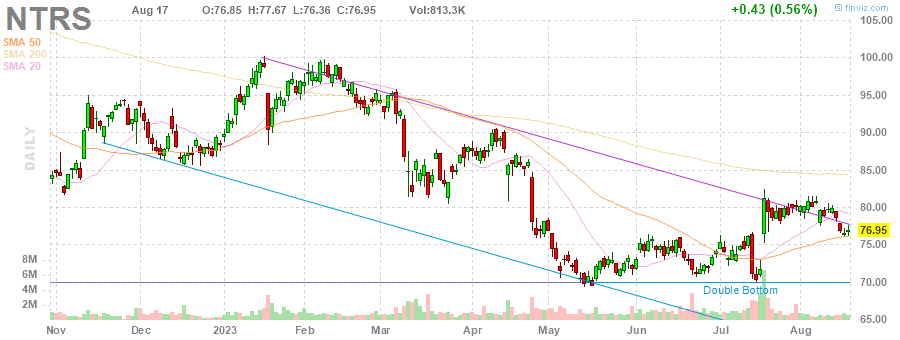 NTRS
Aug 17 O:76.85 H:77.67 L:76.36 C:76.95 Vol:813.3K
+0.43 (0.56%)
© finviz.com
SMA 50
SMA 200
SMA 20
DAILY
105.00
100.00
95.00
90.00
85.00
80.00
76.95
75.00
70.00
65.00
8M
6M
4M
2M
Double Bottom
Nov Dec 2023 Feb Mar Apr May Jun Jul Aug